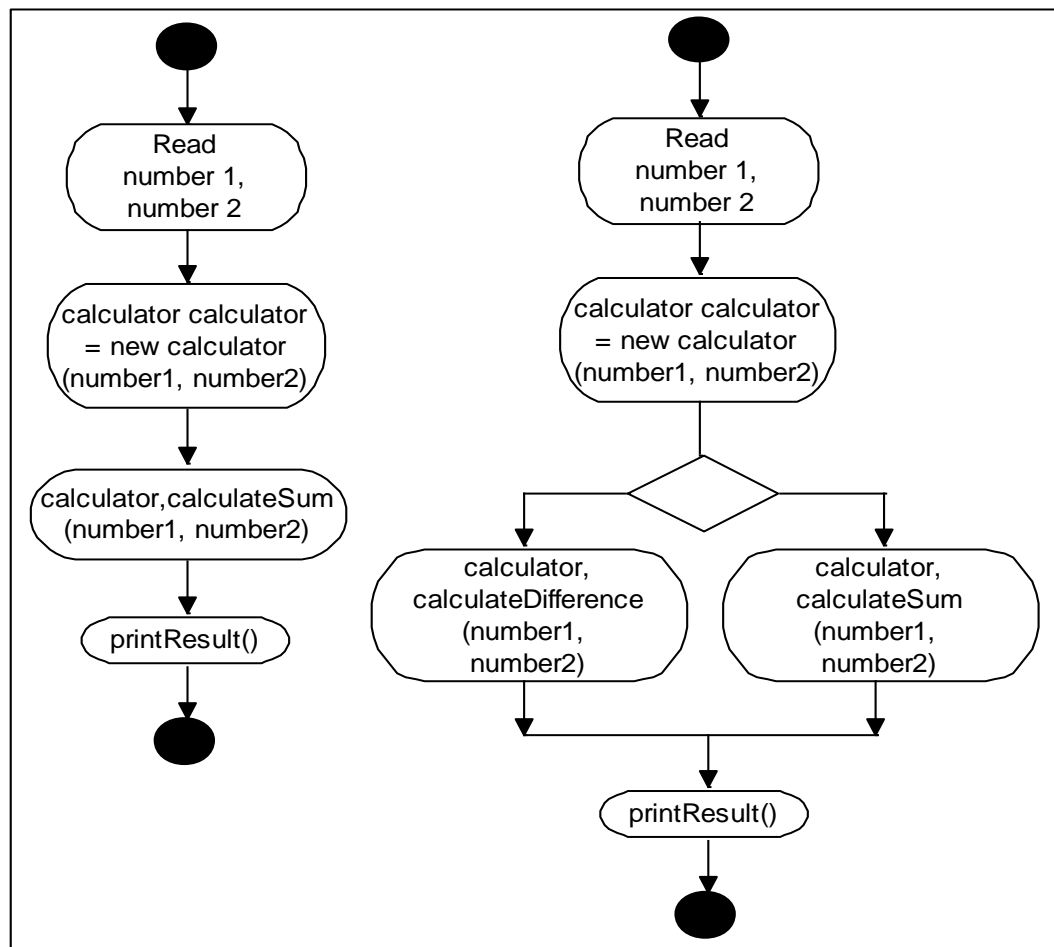 Read
number 1,
number 2
calculator calculator
= new calculator
(number1, number2)
calculator,calculateSum
(number1, number2)
printResult()
Read
number 1,
number 2
calculator calculator
= new calculator
(number1, number2)
calculator,
calculateDifference
(number1,
number2)
calculator,
calculateSum
(number1,
number2)
printResult()